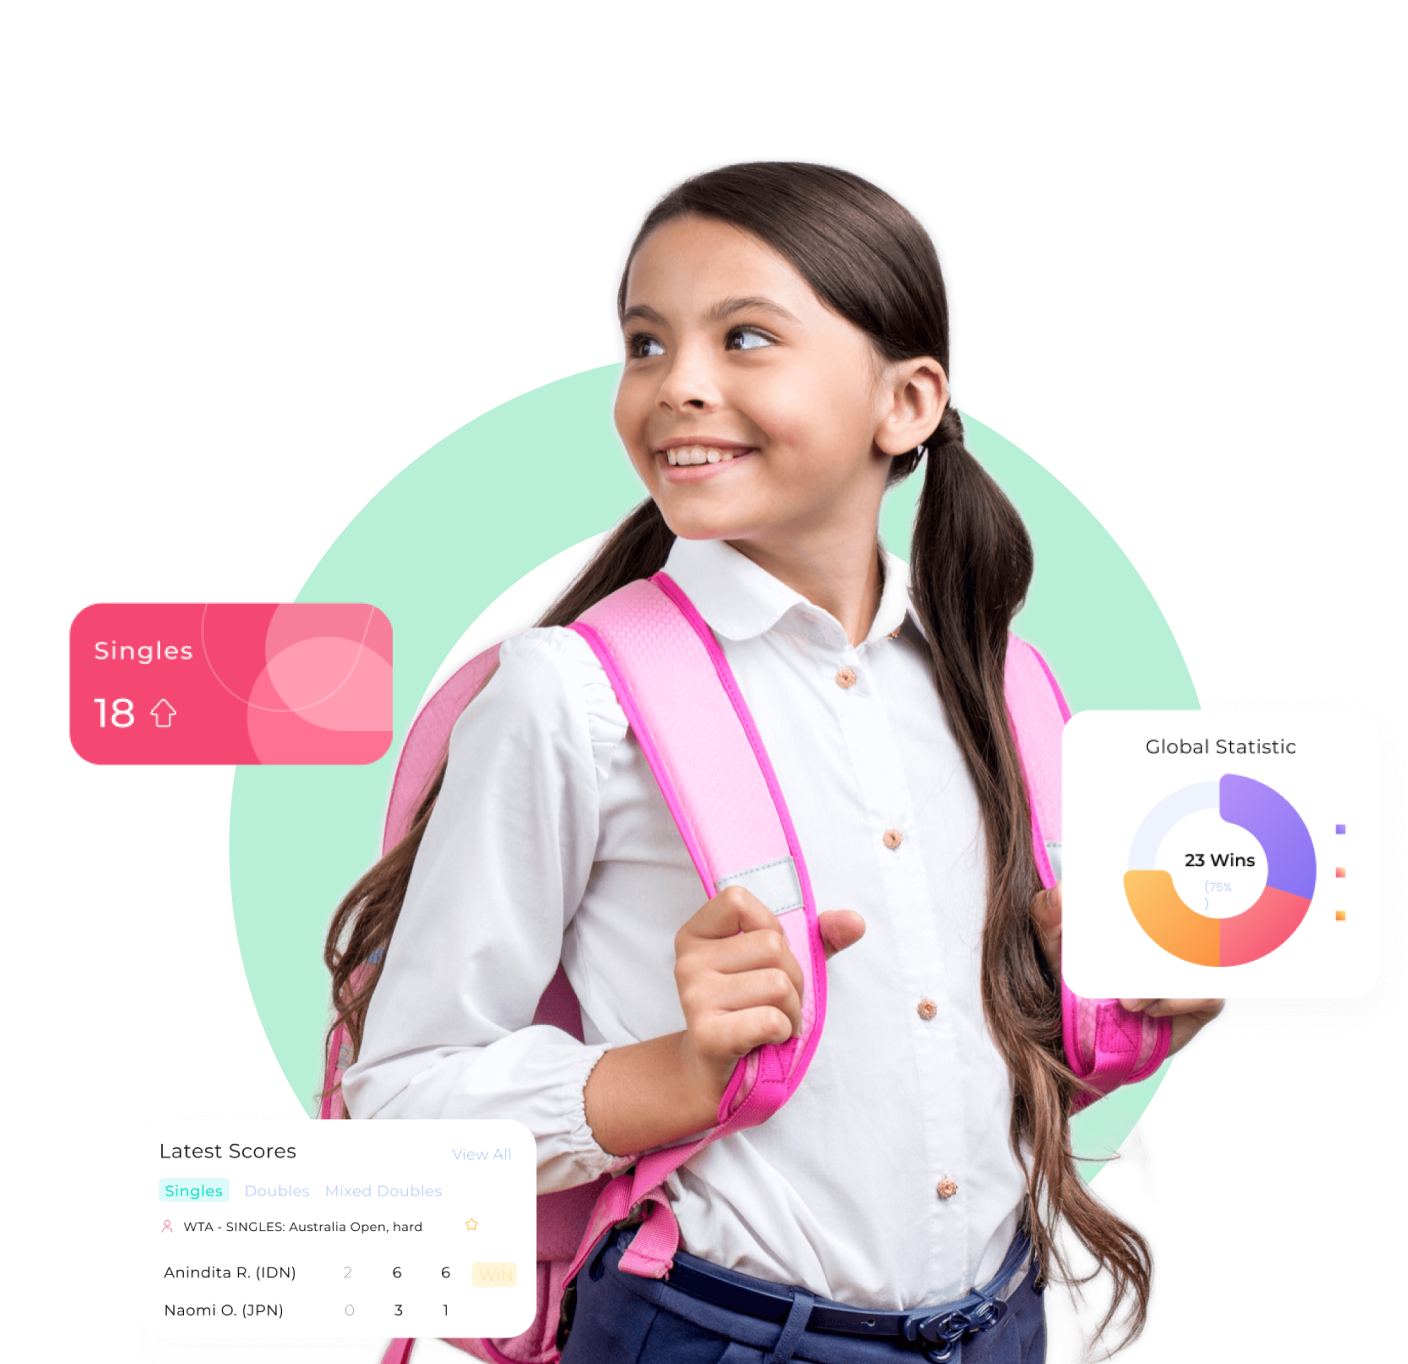 Singles
18
Global Statistic
23 Wins
(75%
)
Latest Scores
View All
Singles Doubles Mixed Doubles
WTA - SINGLES: Australia Open, hard
Anindita R. (IDN) 2 6 6 WIN
Naomi O. (JPN) 0 3 1